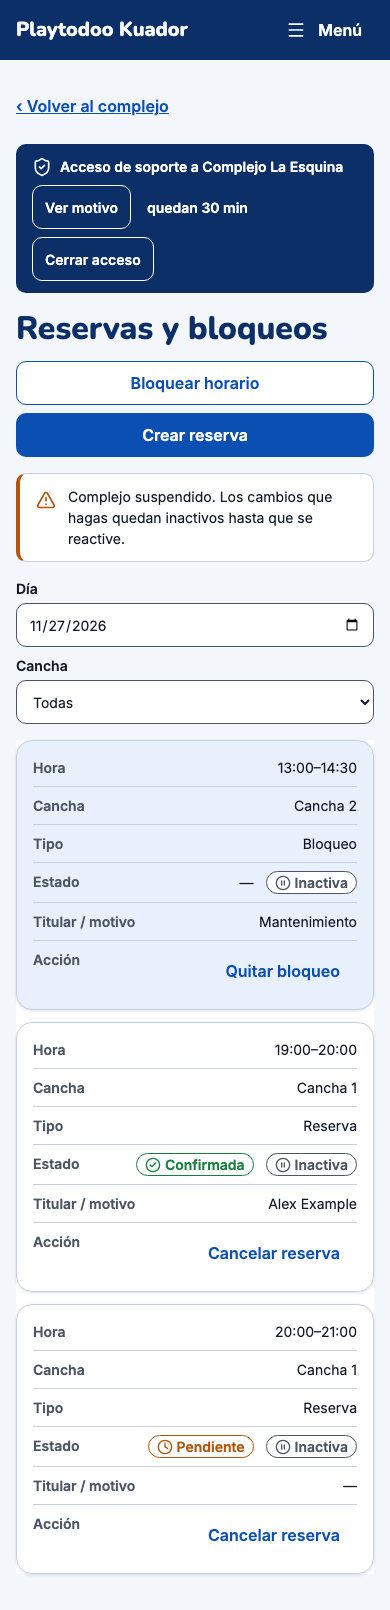 Playtodoo Kuador
Menú
‹ Volver al complejo
Acceso de soporte a Complejo La Esquina
Ver motivo quedan 30 min
Cerrar acceso
Reservas y bloqueos
Bloquear horario
Crear reserva
Complejo suspendido. Los cambios que
hagas quedan inactivos hasta que se
reactive.
Día
11/27/2026
Cancha
Todas
Hora 13:00–14:30
Cancha Cancha 2
Tipo Bloqueo
Estado — Inactiva
Titular / motivo Mantenimiento
Acción Quitar bloqueo
Hora 19:00–20:00
Cancha Cancha 1
Tipo Reserva
Estado Confirmada Inactiva
Titular / motivo Alex Example
Acción Cancelar reserva
Hora 20:00–21:00
Cancha Cancha 1
Tipo Reserva
Estado Pendiente Inactiva
Titular / motivo —
Acción Cancelar reserva